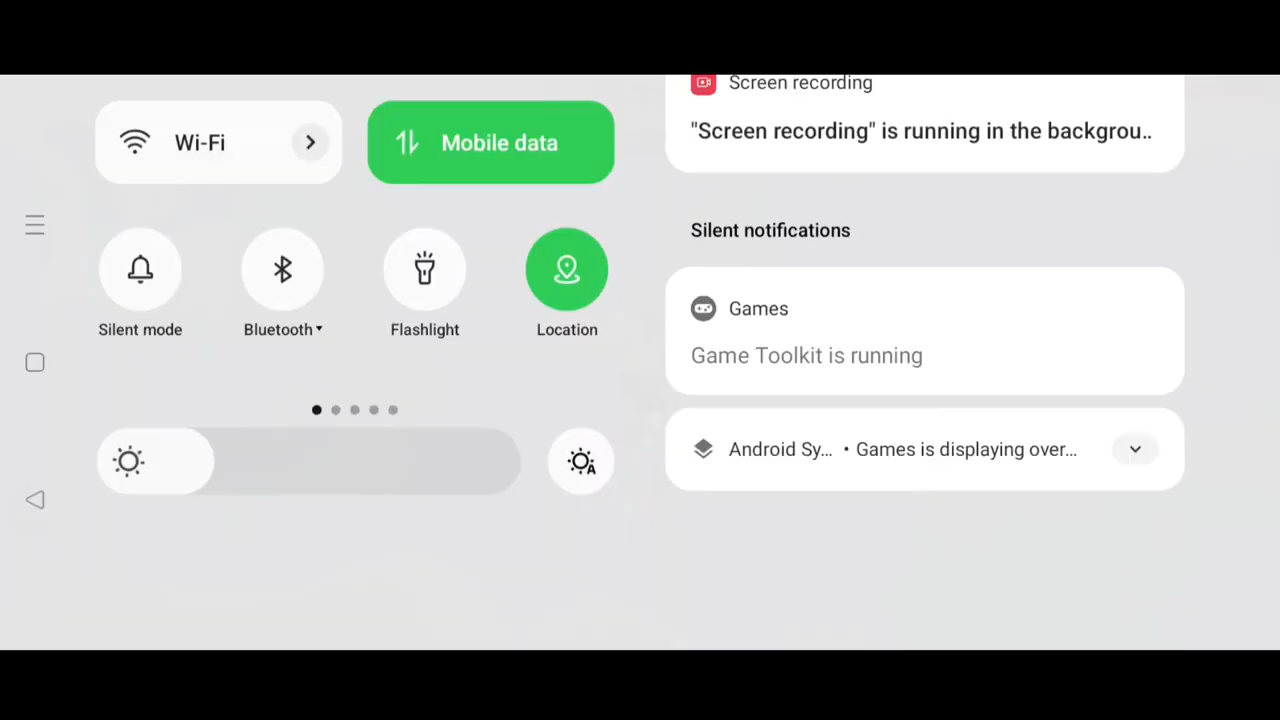 Wi-Fi
Mobile data
Silent mode
Bluetooth
Flashlight
Location
A
Screen recording
"Screen recording" is running in the backgrou..
Silent notifications
Games
Game Toolkit is running
Android Sy... • Games is displaying over...